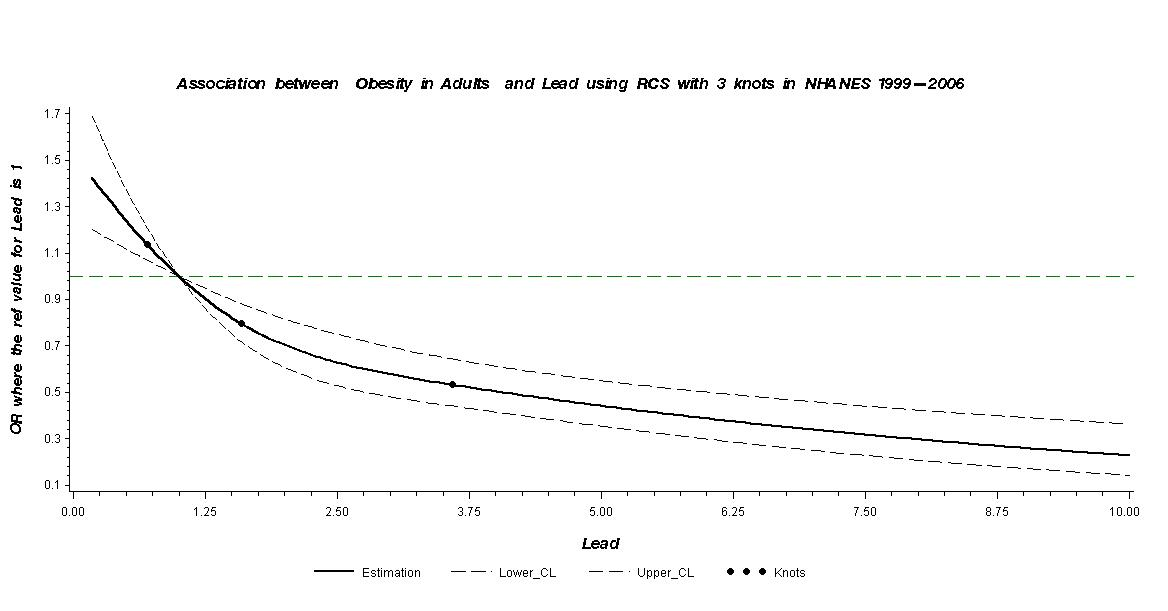 Association between Obesity in Adults and Lead using RCS with 3 knots in NHANES 1999—2006
OR where the ref value for Lead is 1
1.7
1.5
1.3
1.1
0.9
0.7
0.5
0.3
0.1
0.00 1.25 2.50 3.75 5.00 6.25 7.50 8.75 10.00
Lead
Estimation Lower_CL Upper_CL Knots